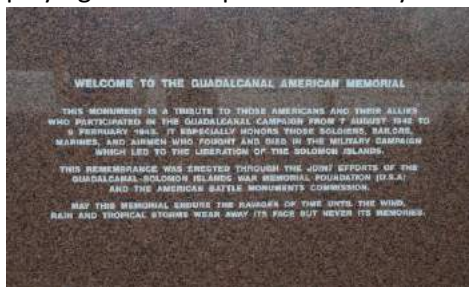 WELCOME TO THE GUADALCANAL AMERICAN MEMORIAL
THIS MONUMENT IS A TRIBUTE TO THOSE AMERICANS AND THEIR ALLIES
WHO PARTICIPATED IN THE GUADALCANAL CAMPAIGN FROM 7 AUGUST 1942 TO
9 FEBRUARY 1943. IT ESPECIALLY HONORS THOSE SOLDIERS, SAILORS,
MARINES, AND AIRMEN WHO FOUGHT AND DIED IN THE MILITARY CAMPAIGN
WHICH LED TO THE LIBERATION OF THE SOLOMON ISLANDS.
THIS REMEMBRANCE WAS ERECTED THROUGH THE JOINT EFFORTS OF THE
GUADALCANAL-SOLOMON ISLANDS WAR MEMORIAL FOUNDATION (U.S.A)
AND THE AMERICAN BATTLE MONUMENTS COMMISSION.
MAY THIS MEMORIAL ENDURE THE RAVAGES OF TIME UNTIL THE WIND,
RAIN AND TROPICAL STORMS WEAR AWAY ITS FACE BUT NEVER ITS MEMORIES.